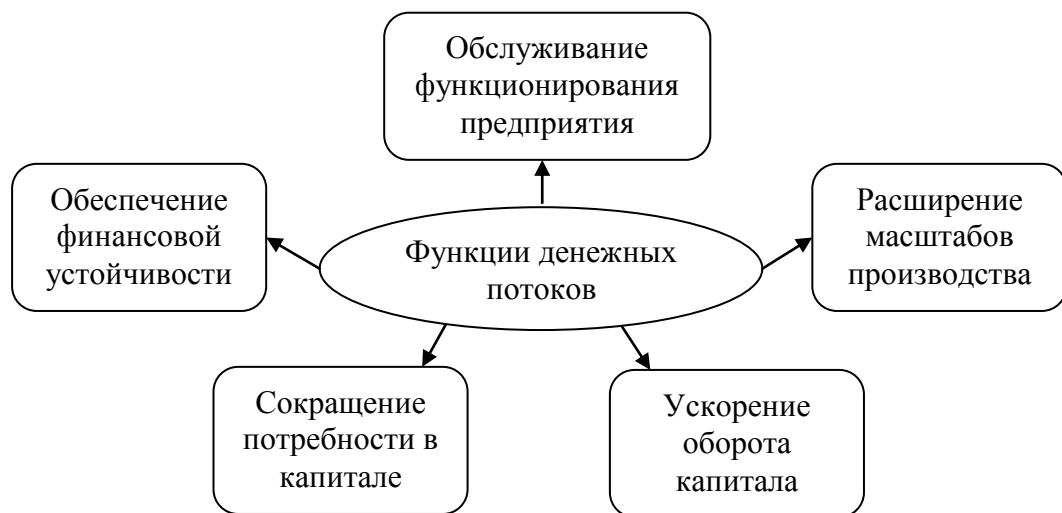 Обслуживание
функционирования
предприятия
Обеспечение
финансовой
устойчивости
Функции денежных
потоков
Расширение
масштабов
производства
Сокращение
потребности в
капитале
Ускорение
оборота
капитала